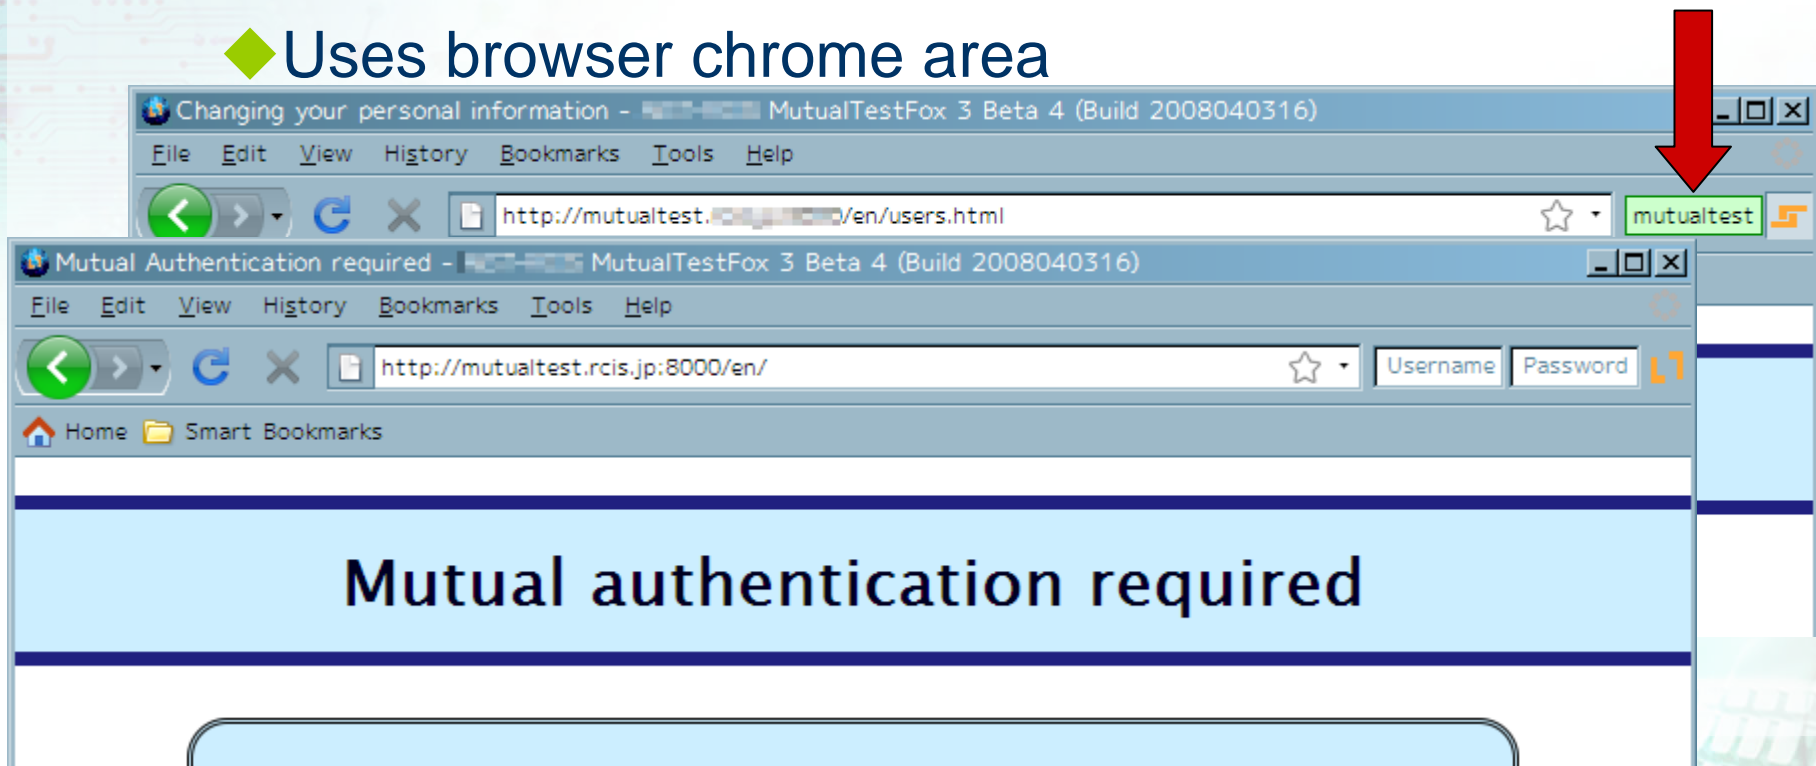 Uses browser chrome area
Changing your personal information - MutualTestFox 3 Beta 4 (Build 2008040316)
File Edit View History Bookmarks Tools Help
http://mutualtest. /en/users.html
mutualtest
Mutual Authentication required - MutualTestFox 3 Beta 4 (Build 2008040316)
File Edit View History Bookmarks Tools Help
http://mutualtest.rcis.jp:8000/en/
Username Password
Home Smart Bookmarks
Mutual authentication required